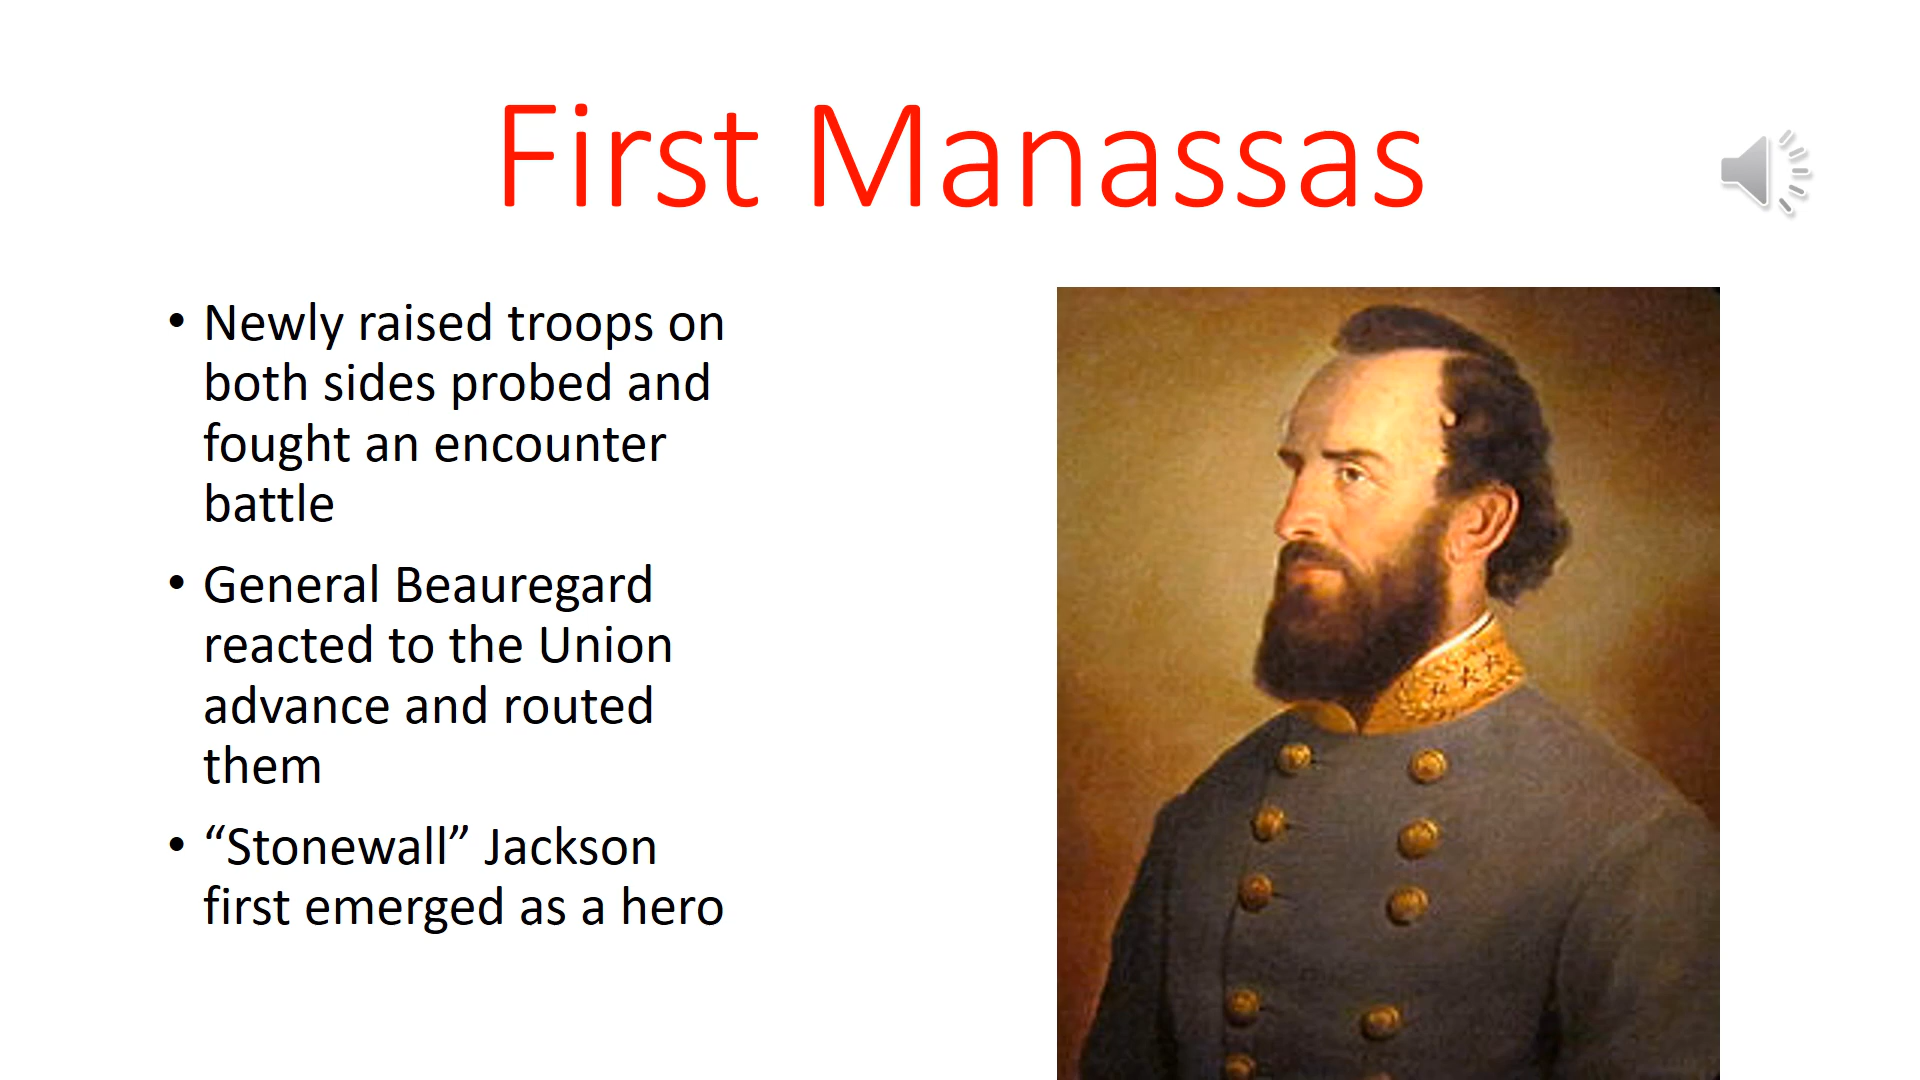 First Manassas
• Newly raised troops on
both sides probed and
fought an encounter
battle
• General Beauregard
reacted to the Union
advance and routed
them
• “Stonewall” Jackson
first emerged as a hero